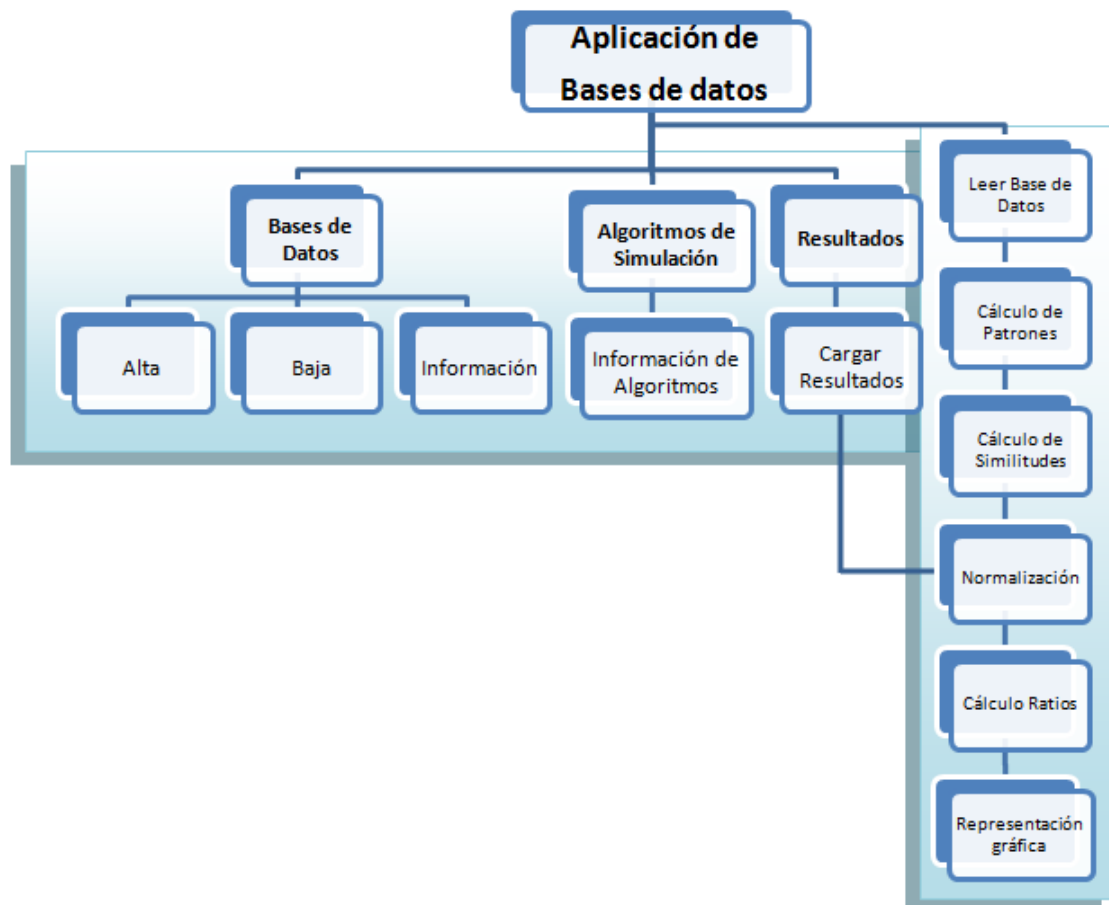 Aplicación de
Bases de datos
Bases de
Datos
Algoritmos de
Simulación
Resultados
Alta
Baja
Información
Información de
Algoritmos
Cargar
Resultados
Leer Base de
Datos
Cálculo de
Patrones
Cálculo de
Similitudes
Normalización
Cálculo Ratios
Representación
gráfica